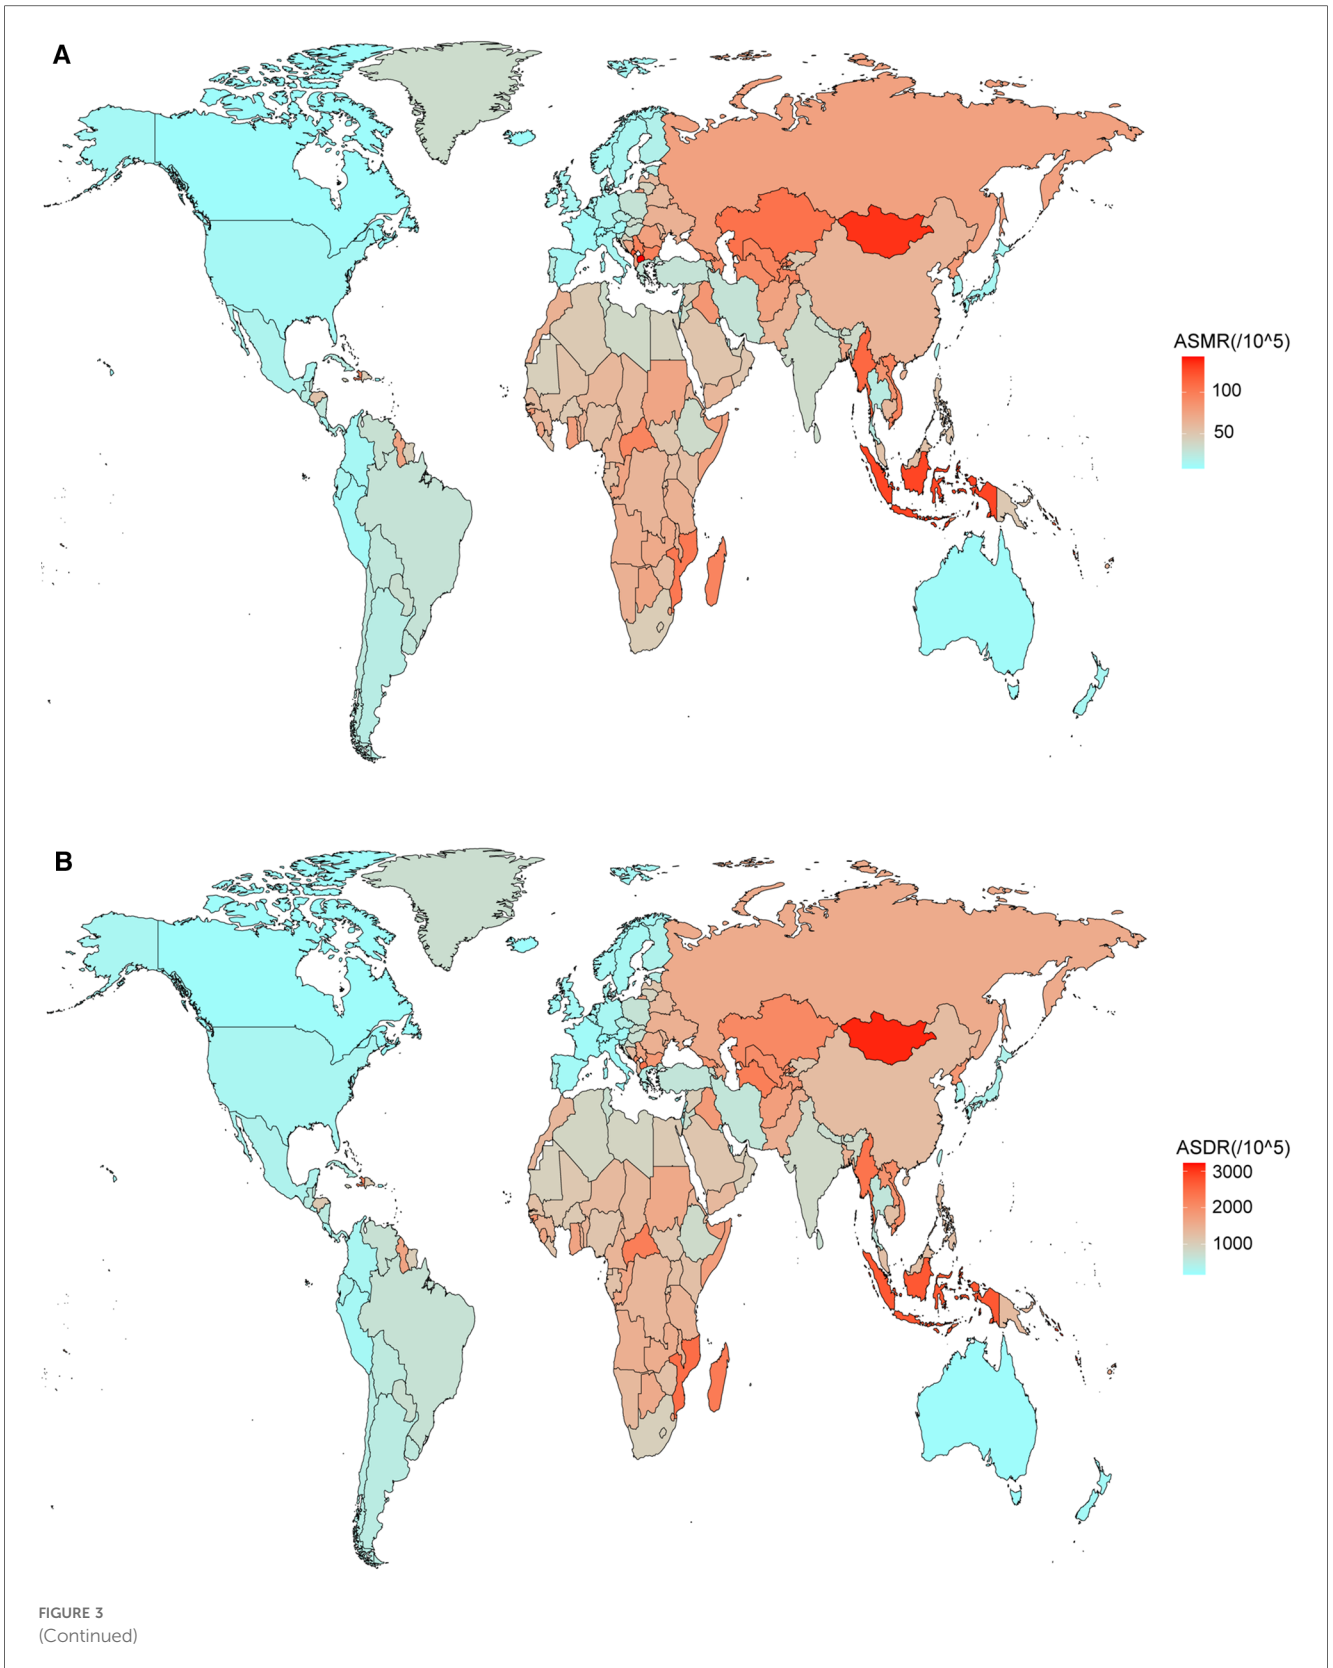 A
ASMR(/10^5)
100
50
B
ASDR(/10^5)
3000
2000
1000
FIGURE 3
(Continued)